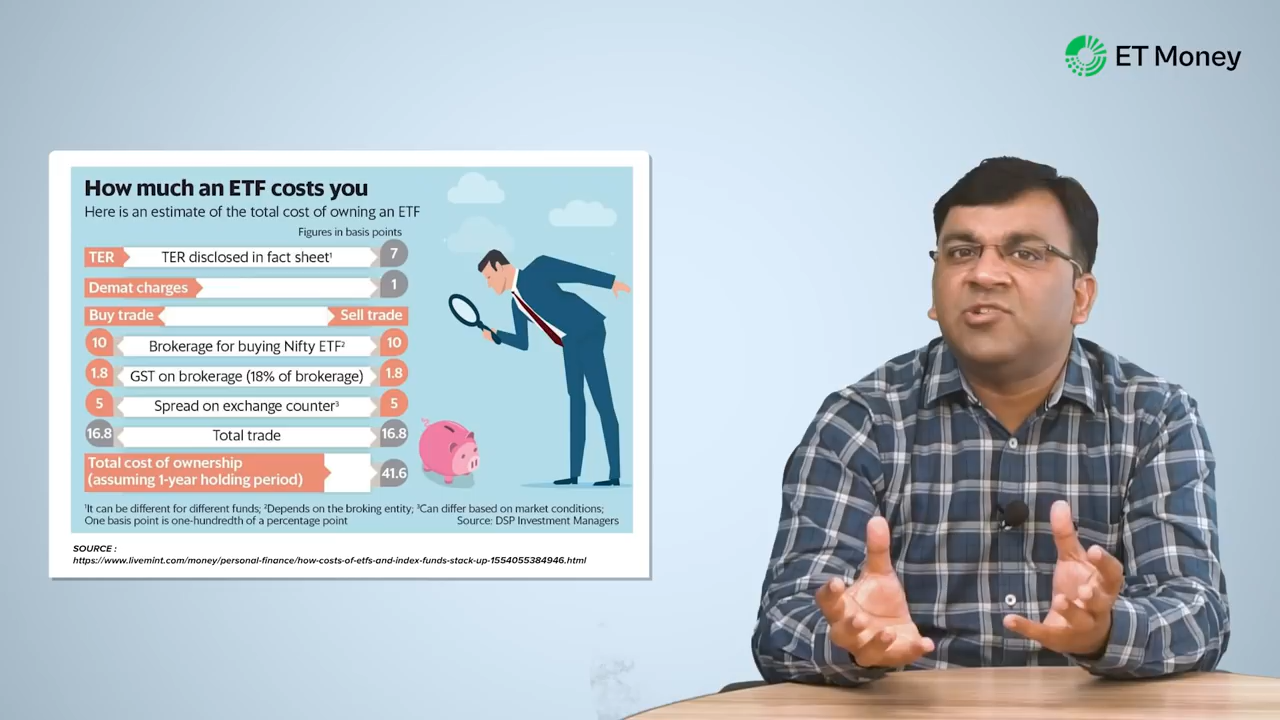 ET Money
How much an ETF costs you
Here is an estimate of the total cost of owning an ETF
Figures in basis points
TER TER disclosed in fact sheet¹ 7
Demat charges 1
Buy trade Sell trade
10 Brokerage for buying Nifty ETF² 10
1.8 GST on brokerage (18% of brokerage) 1.8
5 Spread on exchange counter³ 5
16.8 Total trade 16.8
Total cost of ownership
(assuming 1-year holding period) 41.6
¹It can be different for different funds; ²Depends on the broking entity; ³Can differ based on market conditions;
One basis point is one-hundredth of a percentage point Source: DSP Investment Managers
SOURCE :
https://www.livemint.com/money/personal-finance/how-costs-of-etfs-and-index-funds-stack-up-1554055384946.html